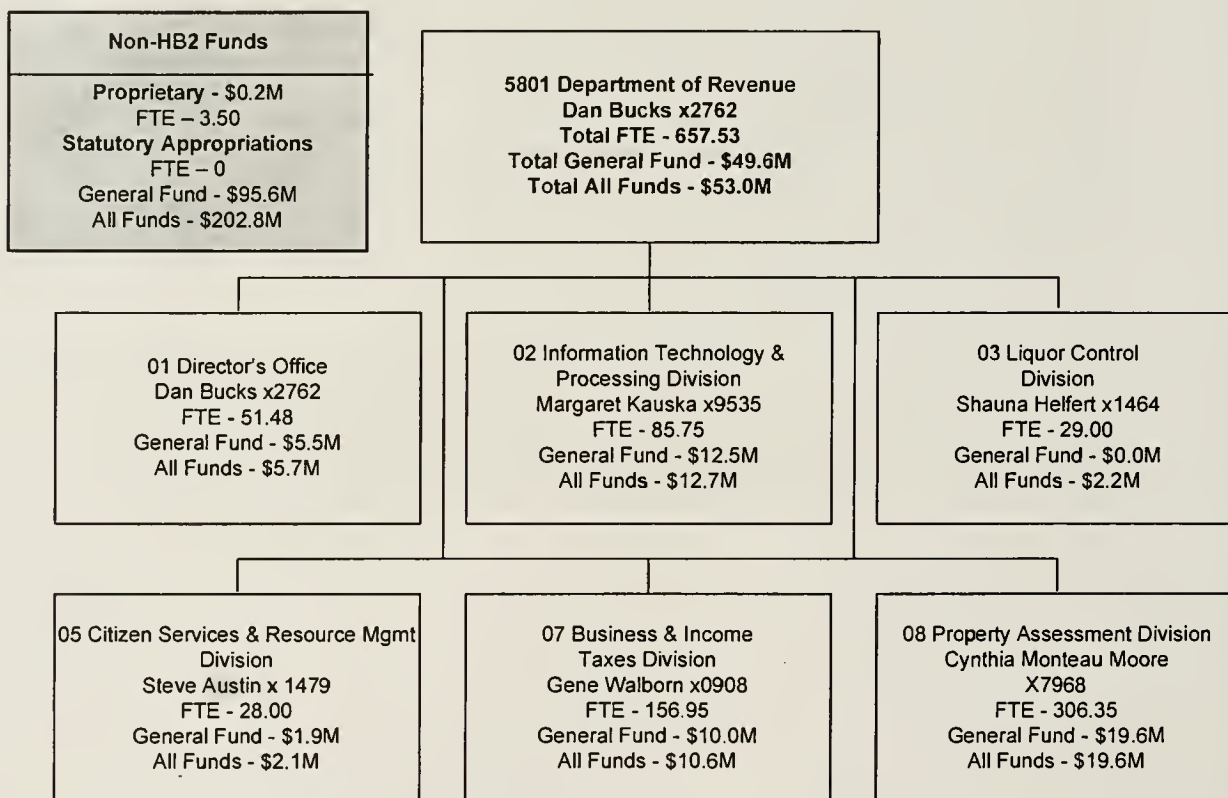 Non-HB2 Funds
Proprietary - $0.2M
FTE – 3.50
Statutory Appropriations
FTE – 0
General Fund - $95.6M
All Funds - $202.8M
5801 Department of Revenue
Dan Bucks x2762
Total FTE - 657.53
Total General Fund - $49.6M
Total All Funds - $53.0M
01 Director's Office
Dan Bucks x2762
FTE - 51.48
General Fund - $5.5M
All Funds - $5.7M
02 Information Technology &
Processing Division
Margaret Kauska x9535
FTE - 85.75
General Fund - $12.5M
All Funds - $12.7M
03 Liquor Control
Division
Shauna Helfert x1464
FTE - 29.00
General Fund - $0.0M
All Funds - $2.2M
05 Citizen Services & Resource Mgmt
Division
Steve Austin x 1479
FTE - 28.00
General Fund - $1.9M
All Funds - $2.1M
07 Business & Income
Taxes Division
Gene Walborn x0908
FTE - 156.95
General Fund - $10.0M
All Funds - $10.6M
08 Property Assessment Division
Cynthia Monteau Moore
X7968
FTE - 306.35
General Fund - $19.6M
All Funds - $19.6M